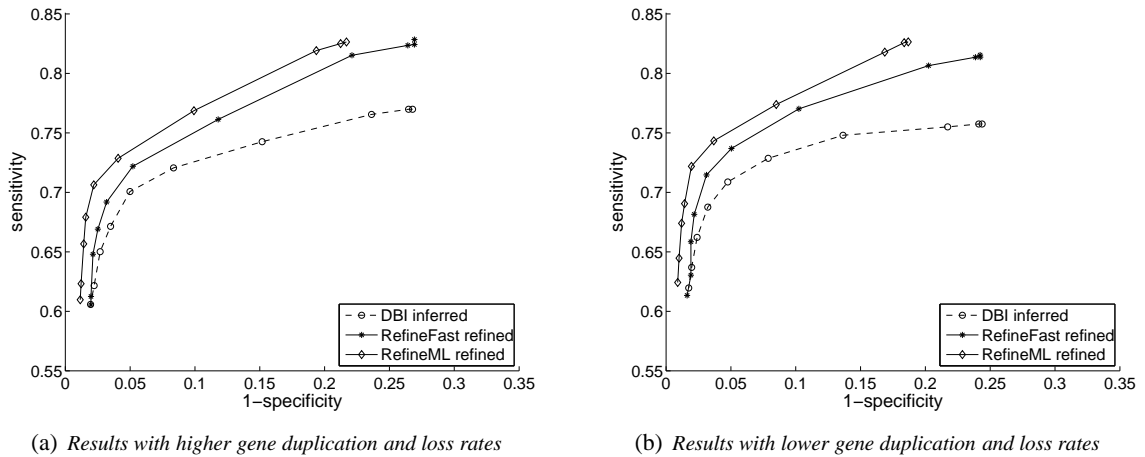 0.85
0.8
0.75
0.7
0.65
0.6
0.55
sensitivity
0
0.05
0.1
0.15
0.2
0.25
0.3
0.35
1−specificity
DBI inferred
RefineFast refined
RefineML refined
(a) Results with higher gene duplication and loss rates
0.85
0.8
0.75
0.7
0.65
0.6
0.55
sensitivity
0
0.05
0.1
0.15
0.2
0.25
0.3
0.35
1−specificity
DBI inferred
RefineFast refined
RefineML refined
(b) Results with lower gene duplication and loss rates